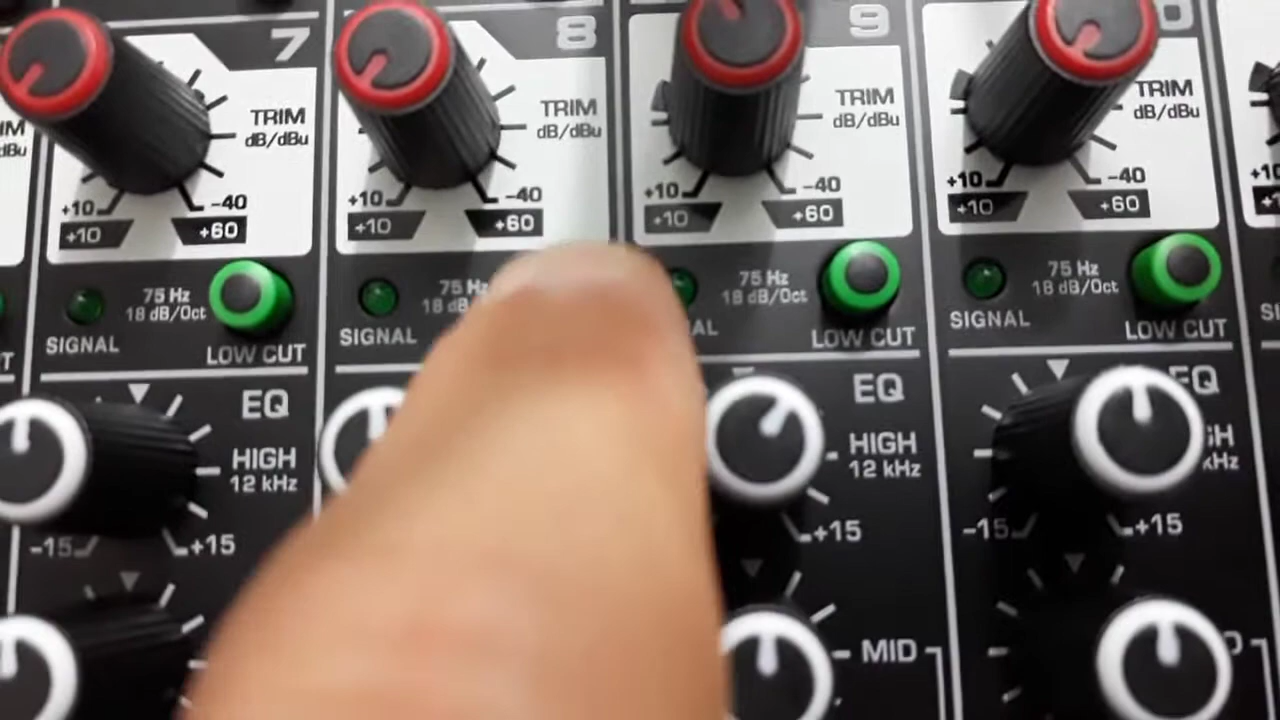 7
TRIM
dB/dBu
+10
-40
+10
+60
75 Hz
18 dB/Oct
SIGNAL
LOW CUT
EQ
HIGH
12 kHz
-15
+15
8
TRIM
dB/dBu
+10
-40
+10
+60
75 Hz
SIGNAL
9
TRIM
dB/dBu
+10
-40
+10
+60
75 Hz
18 dB/Oct
LOW CUT
EQ
HIGH
12 kHz
+15
MID
TRIM
dB/dBu
+10
-40
+10
+60
75 Hz
18 dB/Oct
SIGNAL
LOW CUT
EQ
-15
+15